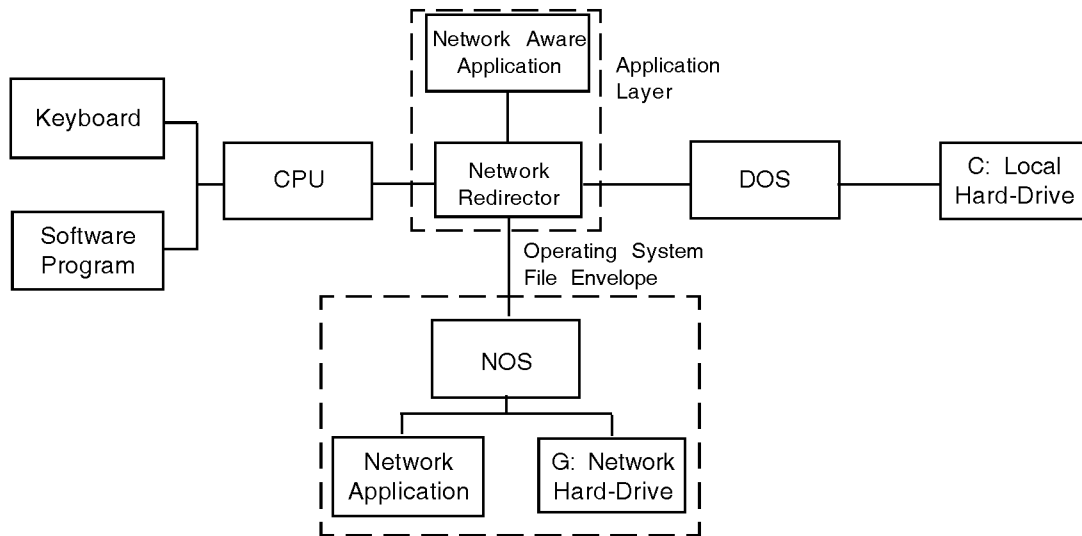 Network Aware
Application
Application
Layer
Keyboard
CPU
Network
Redirector
DOS
C: Local
Hard-Drive
Software
Program
Operating System
File Envelope
NOS
Network
Application
G: Network
Hard-Drive